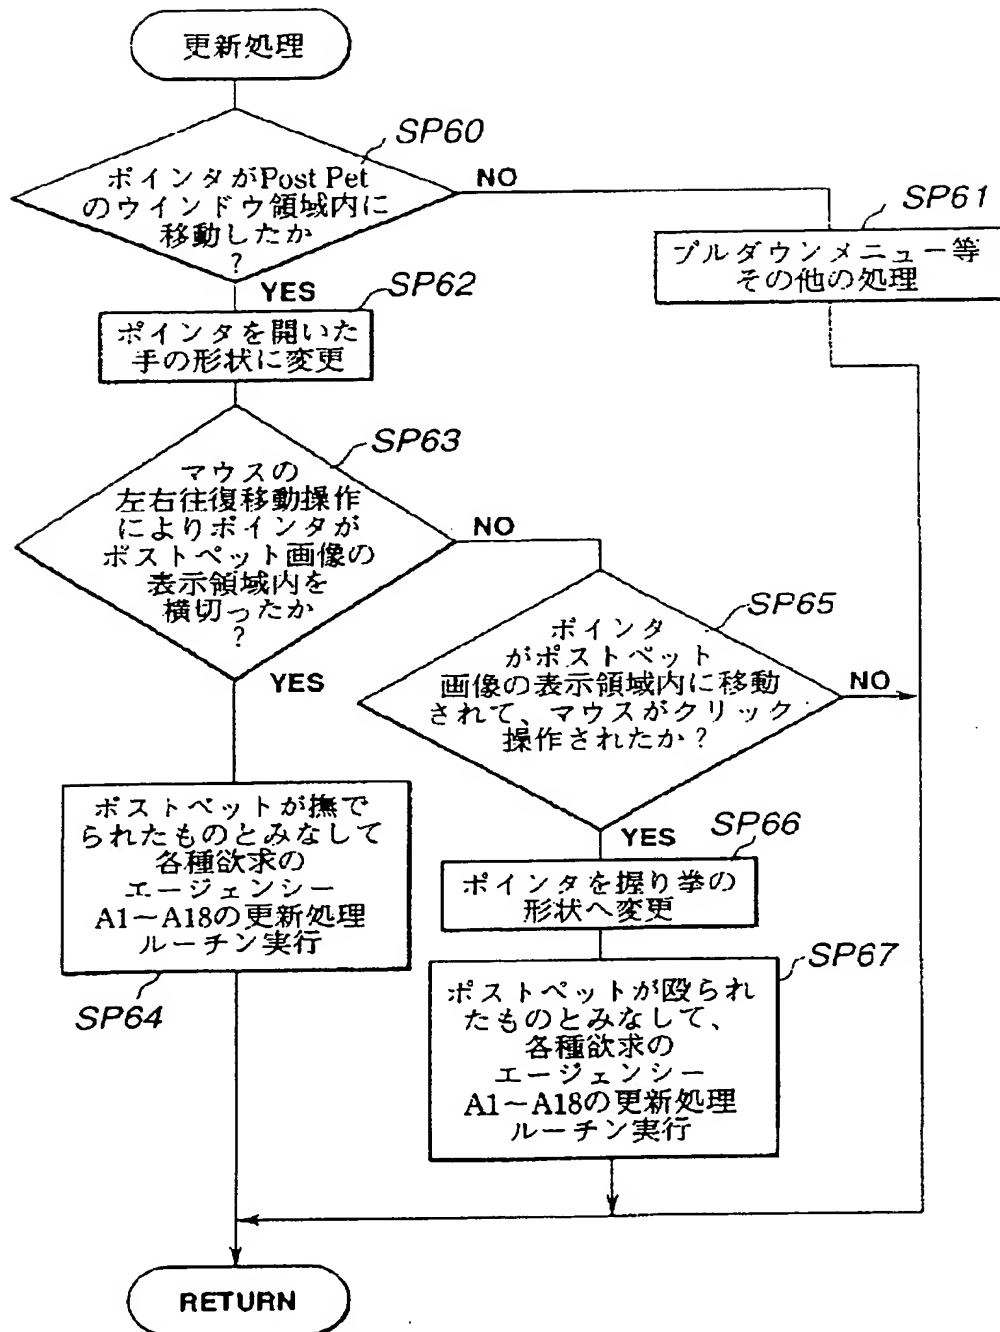 更新処理
SP60
ポインタがPost Pet
のウインドウ領域内に
移動したか
?
NO
SP61
プルダウンメニュー等
その他の処理
YES
SP62
ポインタを開いた
手の形状に変更
SP63
マウスの
左右往復移動操作
によりポインタが
ポストペット画像の
表示領域内を
横切ったか
?
NO
YES
SP65
ポインタ
がポストペット
画像の表示領域内に移動
されて、マウスがクリック
操作されたか?
NO
YES
ポストペットが撫で
られたものとみなして
各種欲求の
エージェンシー
A1~A18の更新処理
ルーチン実行
SP64
SP66
ポインタを握り拳の
形状へ変更
SP67
ポストペットが殴られ
たものとみなして、
各種欲求の
エージェンシー
A1~A18の更新処理
ルーチン実行
RETURN